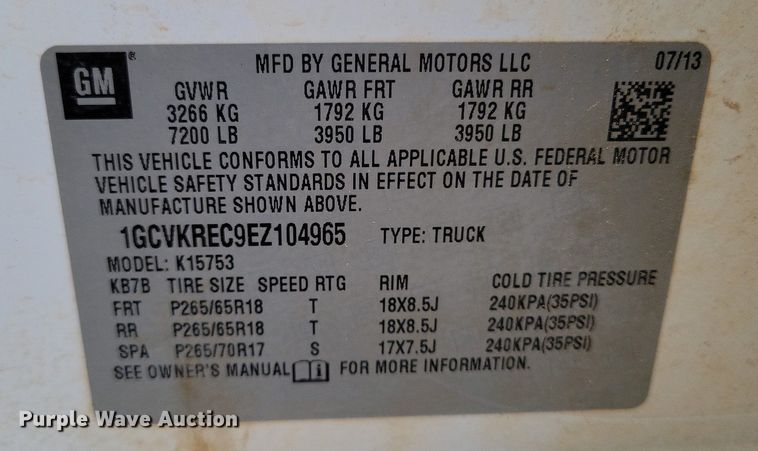 GM ® MFD BY GENERAL MOTORS LLC 07/13
GVWR GAWR FRT GAWR RR
3266 KG 1792 KG 1792 KG
7200 LB 3950 LB 3950 LB
THIS VEHICLE CONFORMS TO ALL APPLICABLE U.S. FEDERAL MOTOR
VEHICLE SAFETY STANDARDS IN EFFECT ON THE DATE OF
MANUFACTURE SHOWN ABOVE.
1GCVKREC9EZ104965 TYPE: TRUCK
MODEL: K15753
KB7B TIRE SIZE SPEED RTG RIM COLD TIRE PRESSURE
FRT P265/65R18 T 18X8.5J 240KPA(35PSI)
RR P265/65R18 T 18X8.5J 240KPA(35PSI)
SPA P265/70R17 S 17X7.5J 240KPA(35PSI)
SEE OWNER'S MANUAL i FOR MORE INFORMATION.
Purple Wave Auction